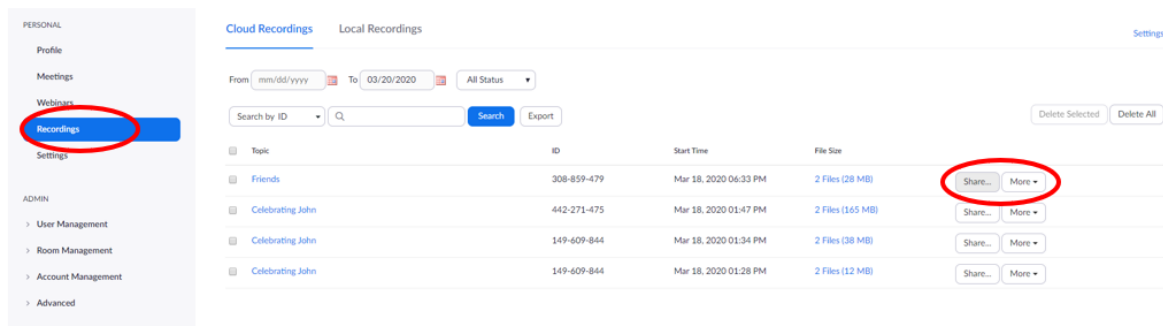 PERSONAL
Profile
Meetings
Webinars
Recordings
Settings
ADMIN
User Management
Room Management
Account Management
Advanced
Cloud Recordings Local Recordings Settings
From mm/dd/yyyy To 03/20/2020 All Status
Search by ID Search Export Delete Selected Delete All
Topic ID Start Time File Size
Friends 308-859-479 Mar 18, 2020 06:33 PM 2 Files (28 MB) Share... More
Celebrating John 442-271-475 Mar 18, 2020 01:47 PM 2 Files (165 MB) Share... More
Celebrating John 149-609-844 Mar 18, 2020 01:34 PM 2 Files (38 MB) Share... More
Celebrating John 149-609-844 Mar 18, 2020 01:28 PM 2 Files (12 MB) Share... More